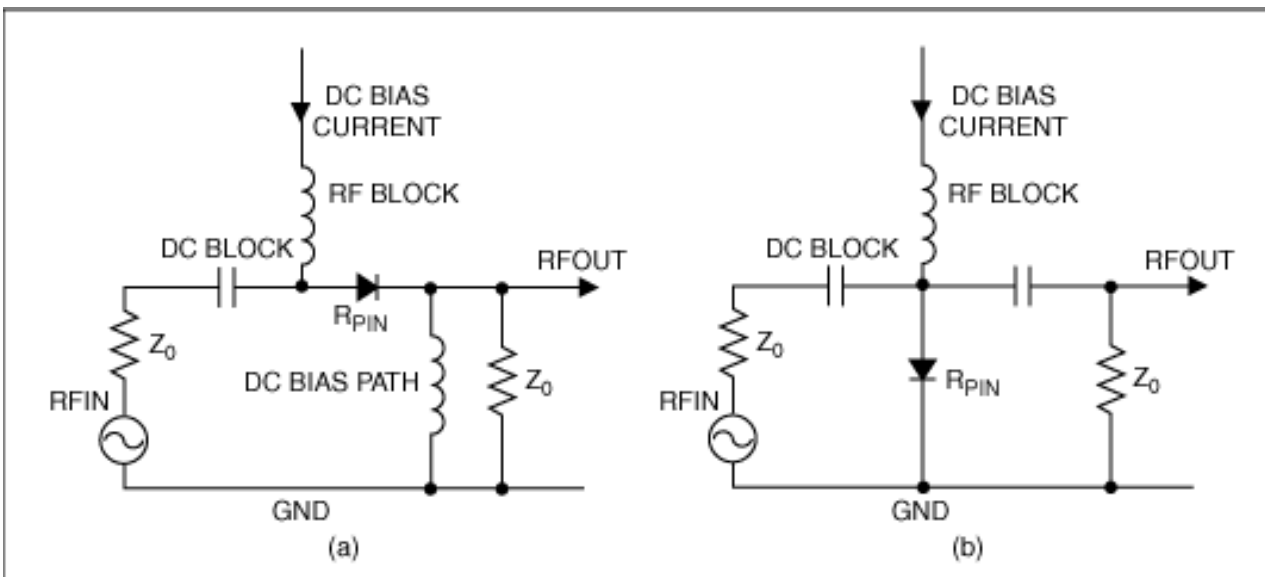 DC BIAS
CURRENT
RF BLOCK
DC BLOCK
RFOUT
RPIN
Z0
DC BIAS PATH
Z0
RFIN
GND
(a)
DC BIAS
CURRENT
RF BLOCK
DC BLOCK
RFOUT
Z0
RPIN
Z0
RFIN
GND
(b)